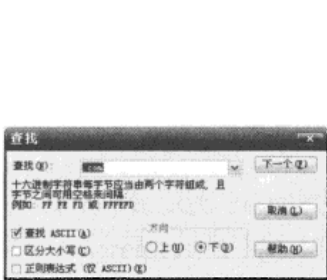 查找
查找(Q): 下一个(Z)
十六进制字符串每字节应当由两个字符组成，且
字节之间可用空格来间隔.
例如: FF FE FD 或 FFFEFD
取消(L)
查找 ASCII(A)
方向
区分大小写(C) 上(U) 下(D) 帮助(H)
正则表达式 (仅 ASCII)(X)